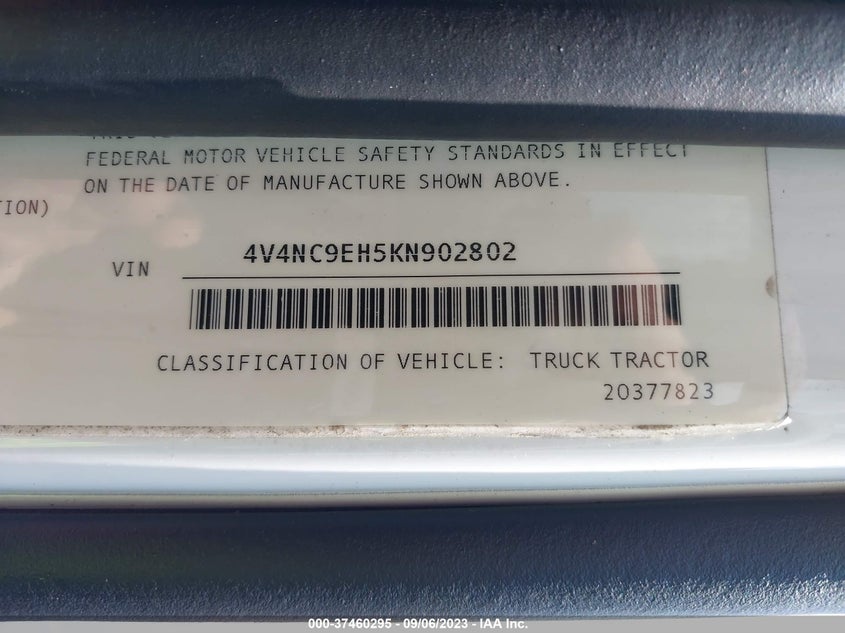 FEDERAL MOTOR VEHICLE SAFETY STANDARDS IN EFFECT
ON THE DATE OF MANUFACTURE SHOWN ABOVE.
TION)
VIN 4V4NC9EH5KN902802
CLASSIFICATION OF VEHICLE: TRUCK TRACTOR
20377823
000-37460295 - 09/06/2023 - IAA Inc.